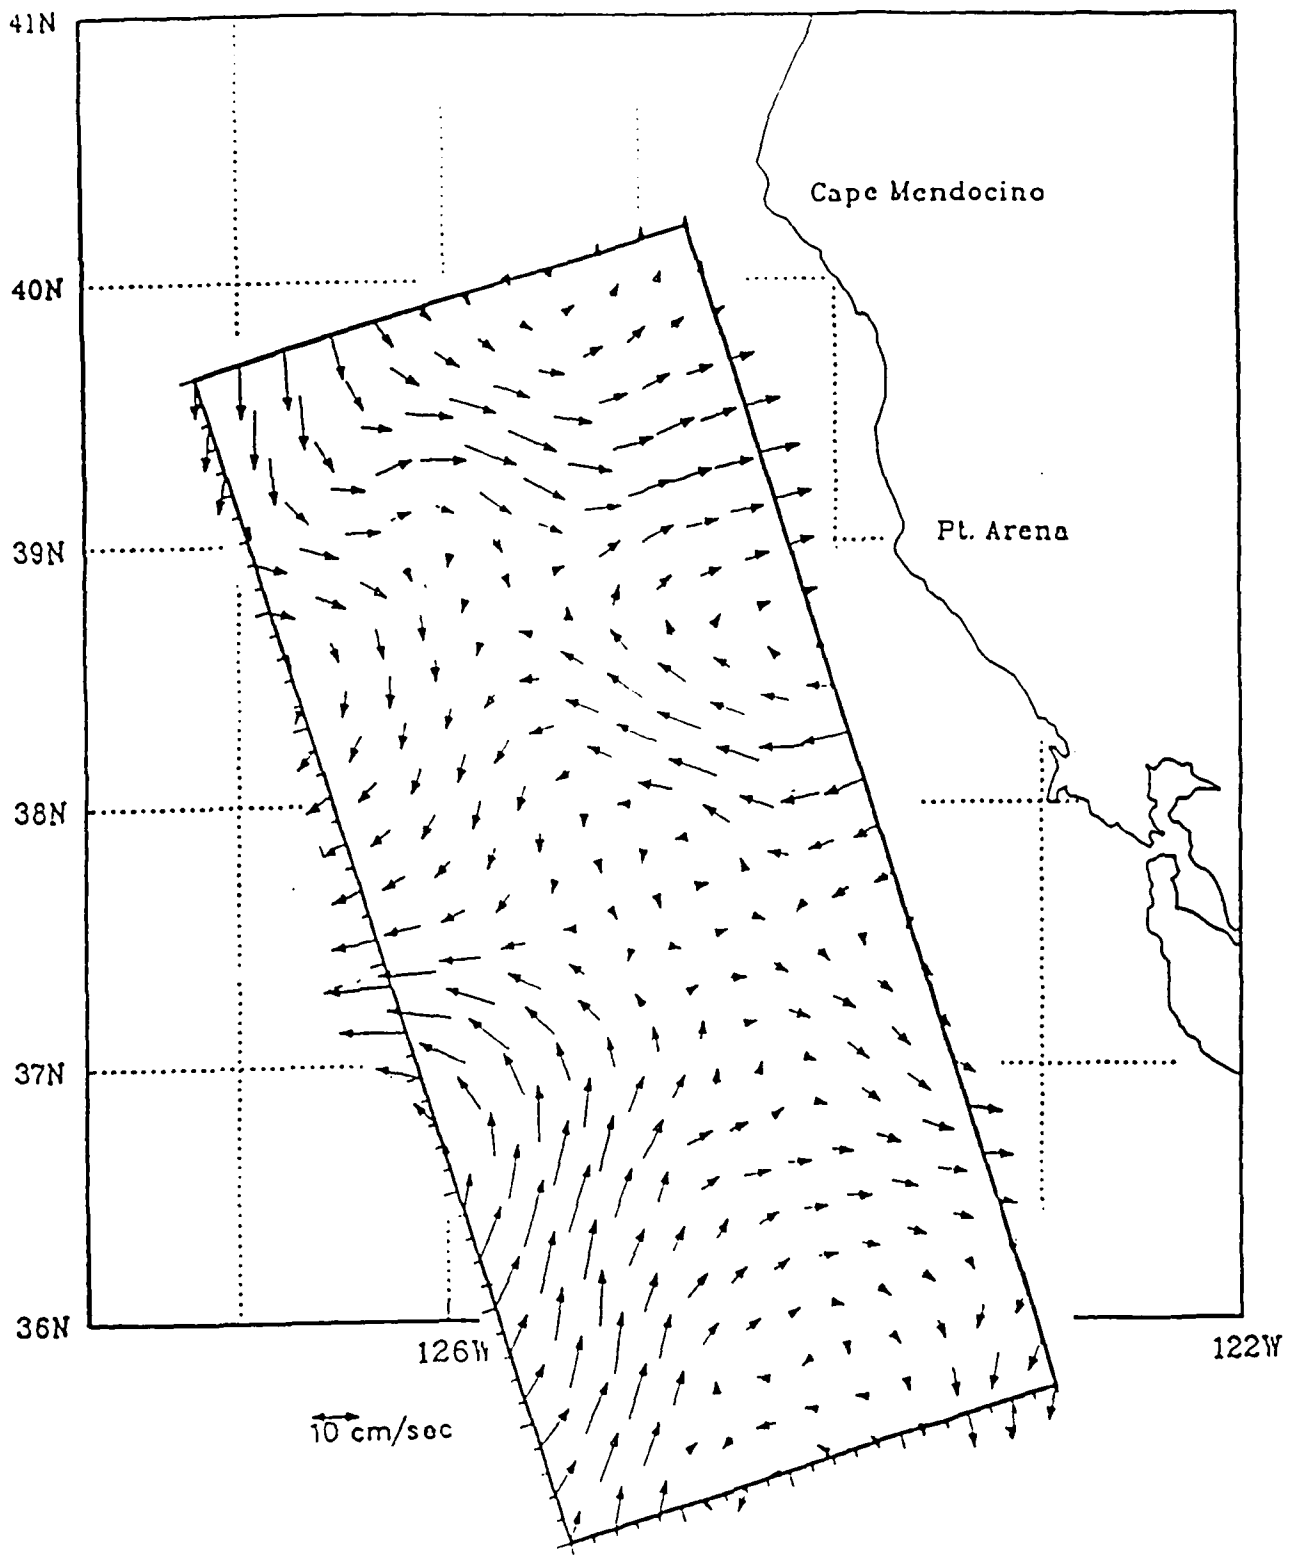 41N
Cape Mendocino
40N
Pt. Arena
39N
38N
37N
36N
126W
122W
10 cm/sec